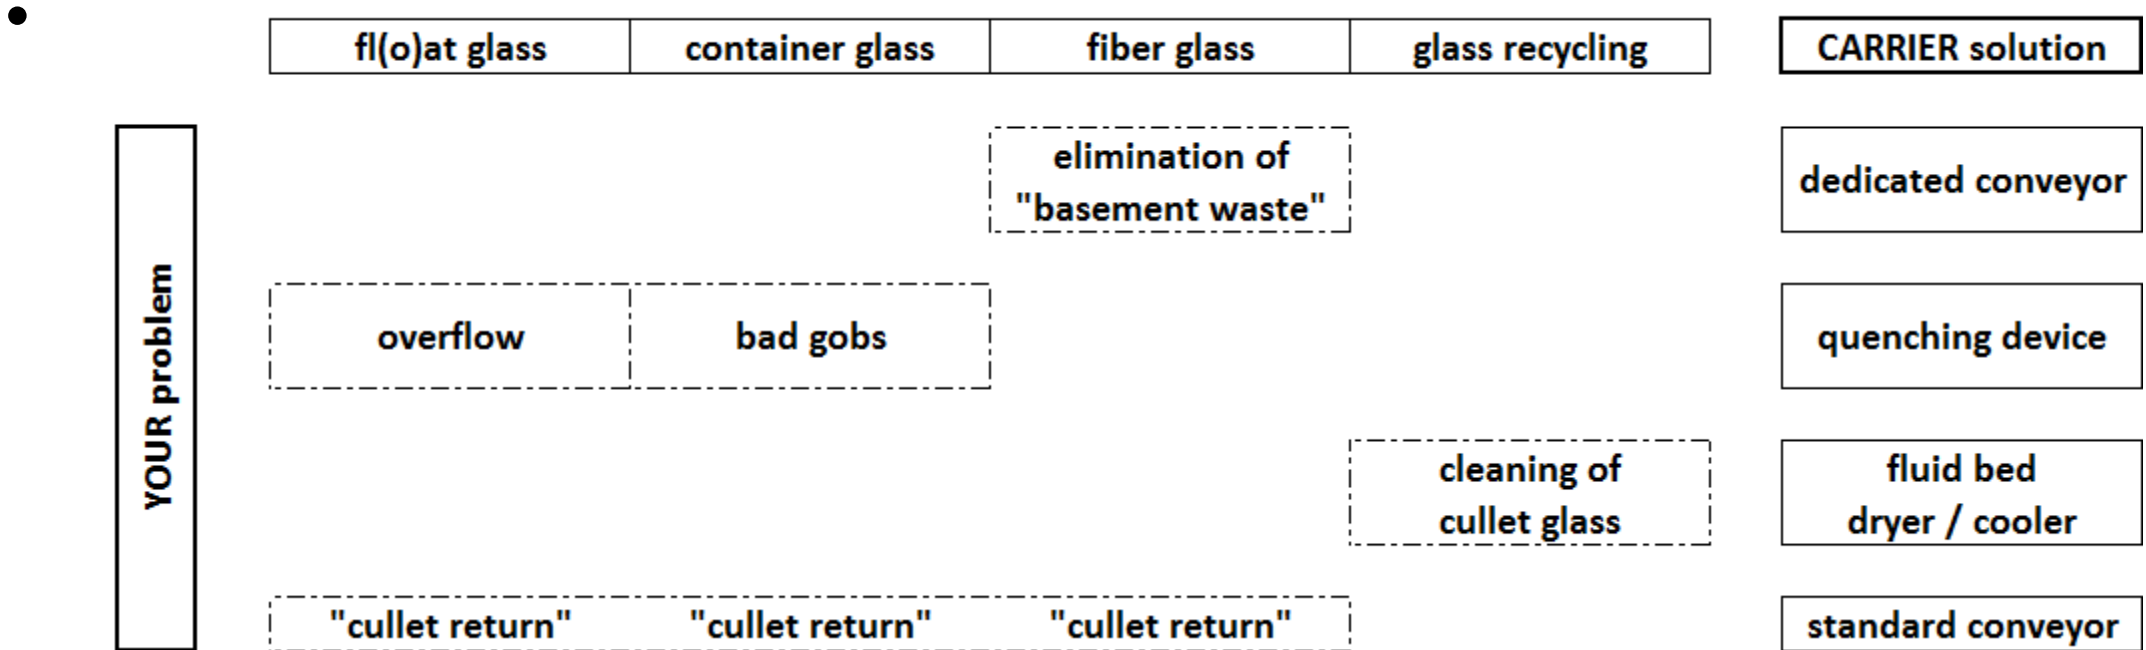 fl(o)at glass container glass fiber glass glass recycling CARRIER solution
YOUR problem
elimination of
"basement waste"
dedicated conveyor
overflow bad gobs quenching device
cleaning of
cullet glass
fluid bed
dryer / cooler
"cullet return" "cullet return" "cullet return" standard conveyor